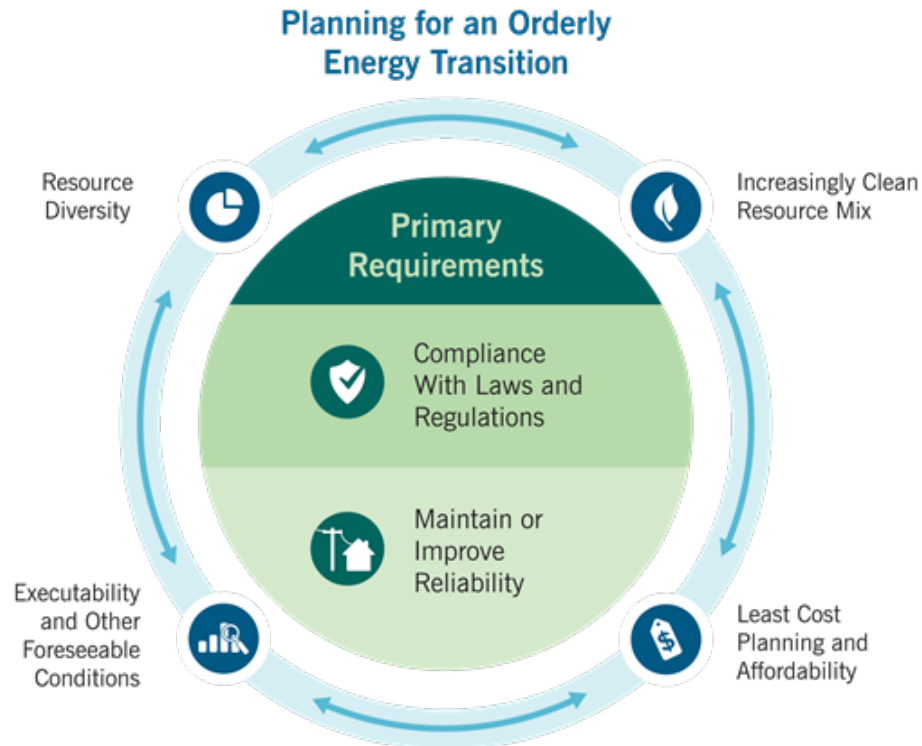 Planning for an Orderly
Energy Transition
Resource
Diversity
Increasingly Clean
Resource Mix
Primary
Requirements
Compliance
With Laws and
Regulations
Maintain or
Improve
Reliability
Executability
and Other
Foreseeable
Conditions
Least Cost
Planning and
Affordability